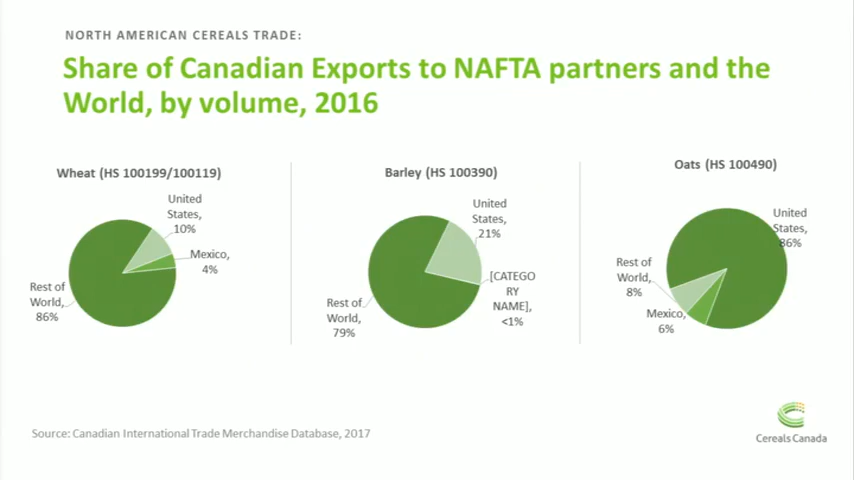 NORTH AMERICAN CEREALS TRADE:
Share of Canadian Exports to NAFTA partners and the
World, by volume, 2016
Wheat (HS 100199/100119)
United
States,
10%
Mexico,
4%
Rest of
World,
86%
Barley (HS 100390)
United
States,
21%
[CATEGO
RY
NAME],
<1%
Rest of
World,
79%
Oats (HS 100490)
United
States,
86%
Rest of
World,
8%
Mexico,
6%
Source: Canadian International Trade Merchandise Database, 2017
Cereals Canada